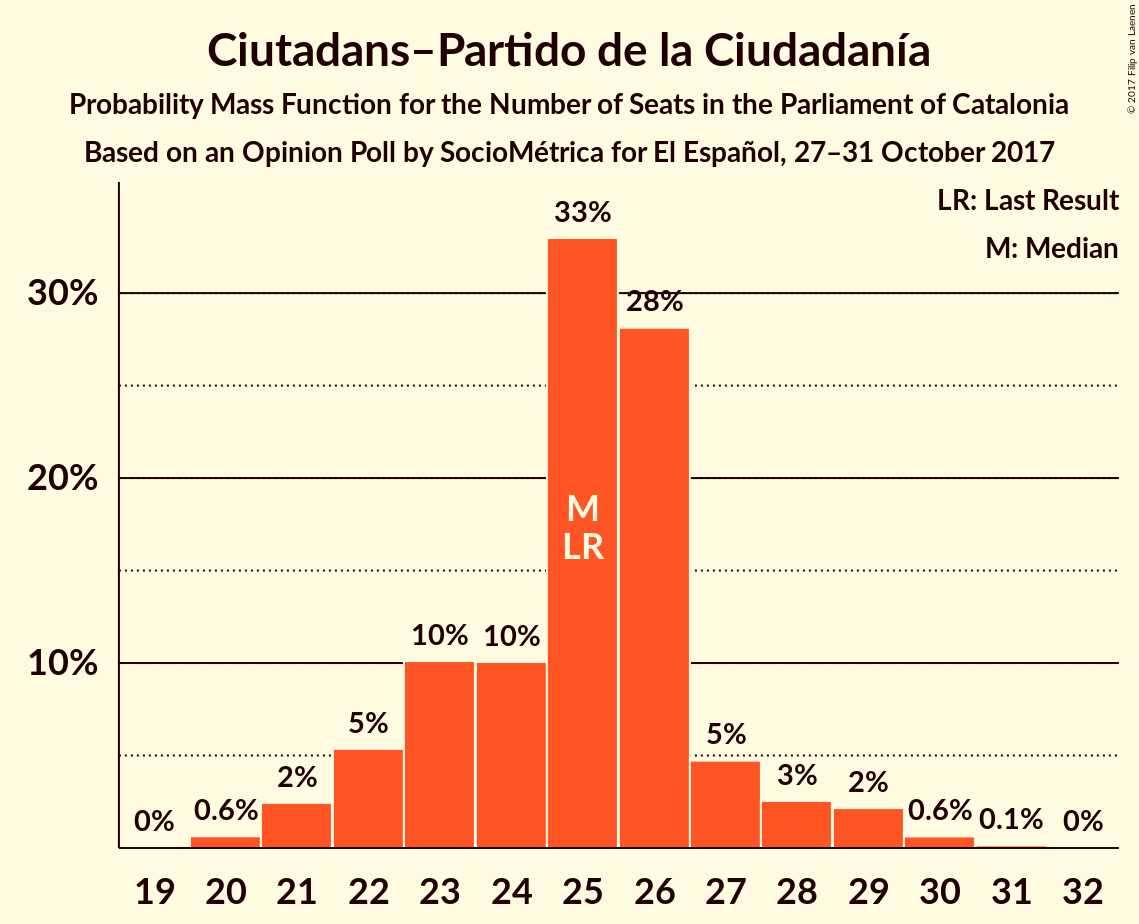 Ciutadans–Partido de la Ciudadanía
Probability Mass Function for the Number of Seats in the Parliament of Catalonia
Based on an Opinion Poll by SocioMétrica for El Español, 27–31 October 2017
© 2017 Filip van Laenen
LR: Last Result
M: Median
30%
20%
10%
0%
0.6%
2%
5%
10%
10%
33%
28%
5%
3%
2%
0.6%
0.1%
0%
M
LR
19 20 21 22 23 24 25 26 27 28 29 30 31 32